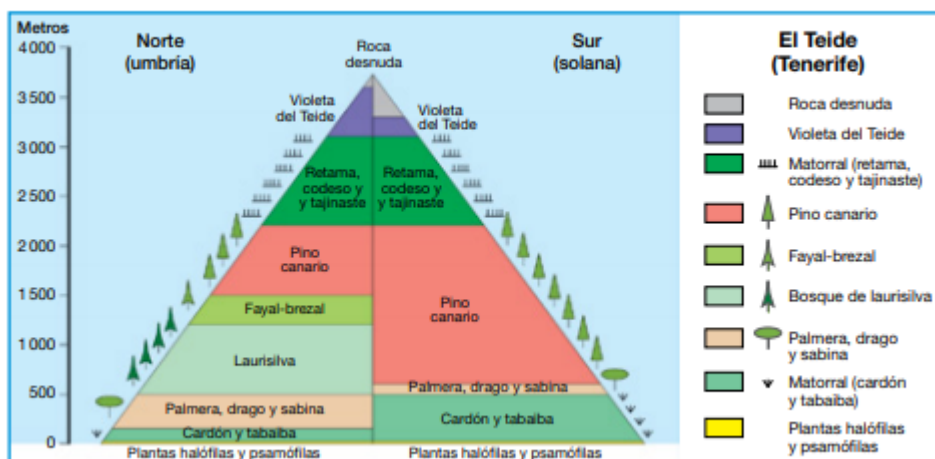 Metros
4 000
3 500
3 000
2 500
2 000
1 500
1 000
500
0
Norte
(umbría)
Roca
desnuda
Sur
(solana)
Violeta
del Teide
Violeta
del Teide
Retama,
codeso y
y tajinaste
Retama,
codeso y
y tajinaste
Pino
canario
Fayal-brezal
Pino
canario
Laurisilva
Palmera, drago y sabina
Palmera, drago y sabina
Cardón y tabaiba
Cardón y tabaiba
Plantas halófilas y psamófilas
Plantas halófilas y psamófilas
El Teide
(Tenerife)
Roca desnuda
Violeta del Teide
Matorral (retama,
codeso y tajinaste)
Pino canario
Fayal-brezal
Bosque de laurisilva
Palmera, drago
y sabina
Matorral (cardón
y tabaiba)
Plantas halófilas
y psamófilas